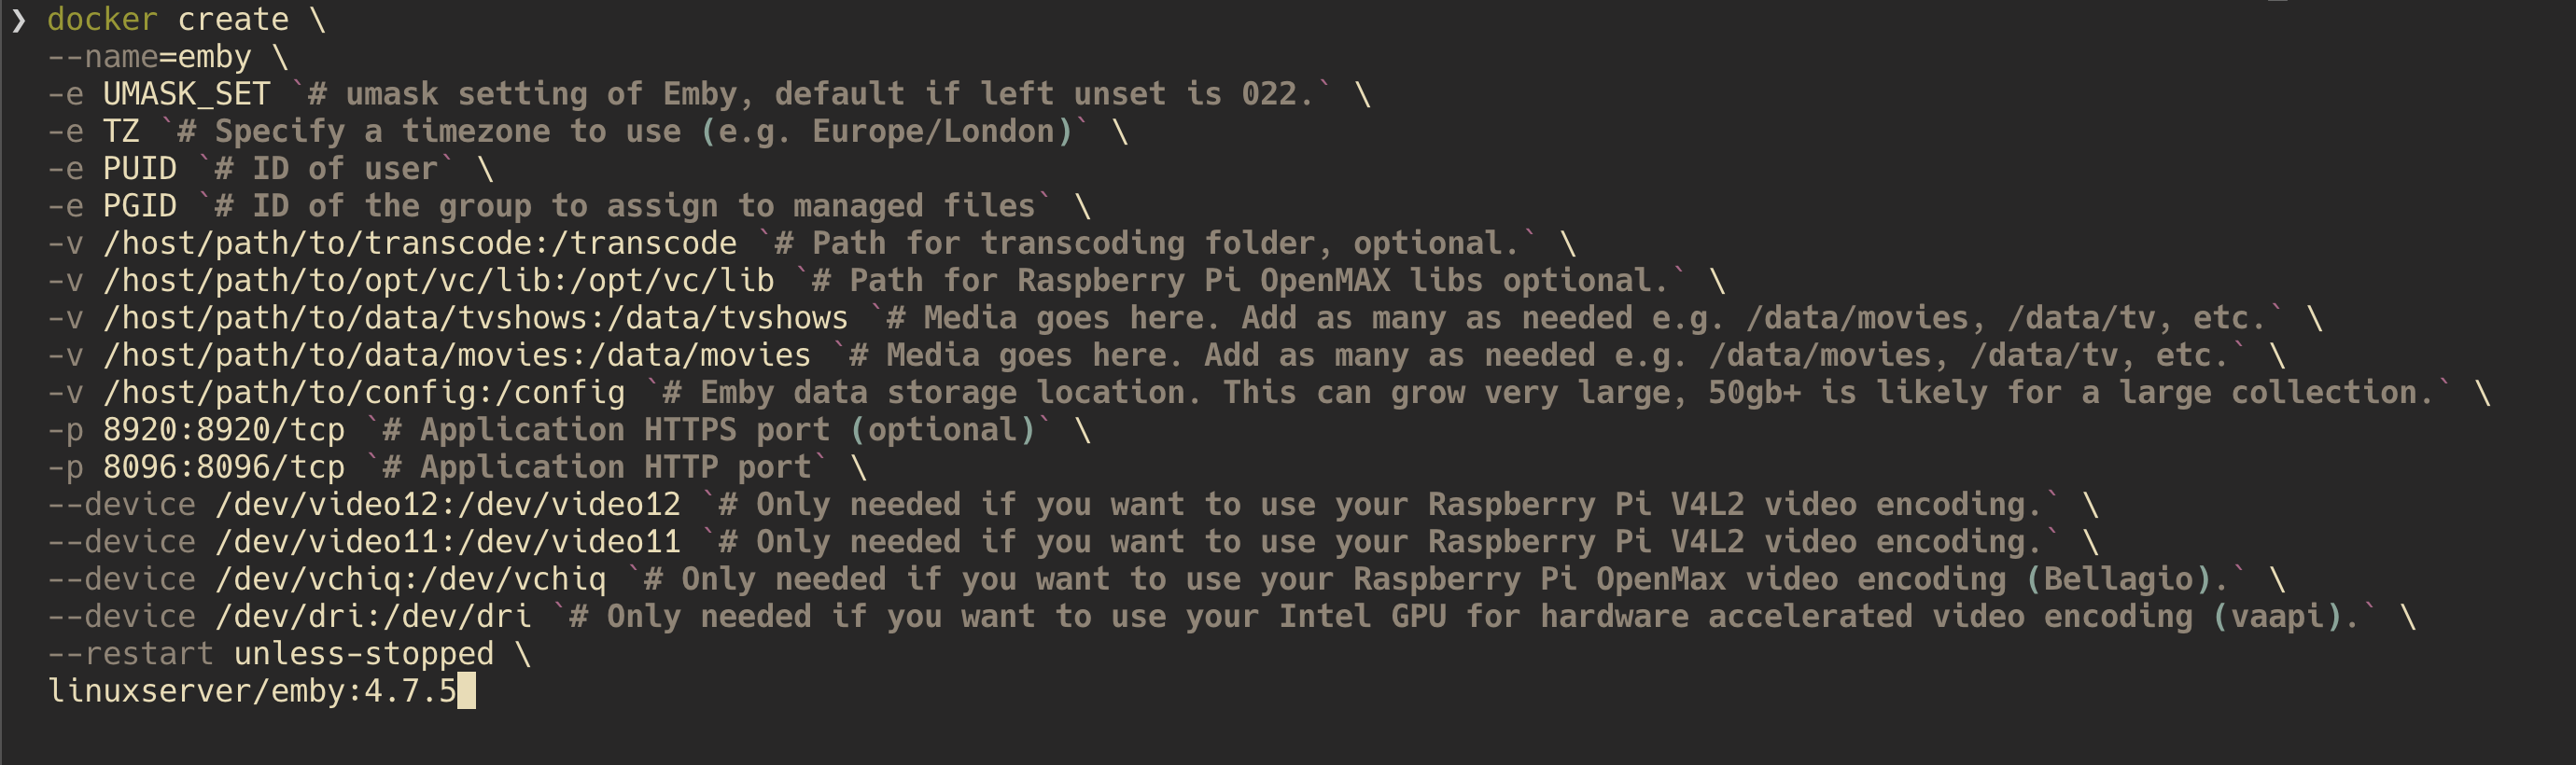 ❯ docker create \
--name=emby \
-e UMASK_SET `# umask setting of Emby, default if left unset is 022.` \
-e TZ `# Specify a timezone to use (e.g. Europe/London)` \
-e PUID `# ID of user` \
-e PGID `# ID of the group to assign to managed files` \
-v /host/path/to/transcode:/transcode `# Path for transcoding folder, optional.` \
-v /host/path/to/opt/vc/lib:/opt/vc/lib `# Path for Raspberry Pi OpenMAX libs optional.` \
-v /host/path/to/data/tvshows:/data/tvshows `# Media goes here. Add as many as needed e.g. /data/movies, /data/tv, etc.` \
-v /host/path/to/data/movies:/data/movies `# Media goes here. Add as many as needed e.g. /data/movies, /data/tv, etc.` \
-v /host/path/to/config:/config `# Emby data storage location. This can grow very large, 50gb+ is likely for a large collection.` \
-p 8920:8920/tcp `# Application HTTPS port (optional)` \
-p 8096:8096/tcp `# Application HTTP port` \
--device /dev/video12:/dev/video12 `# Only needed if you want to use your Raspberry Pi V4L2 video encoding.` \
--device /dev/video11:/dev/video11 `# Only needed if you want to use your Raspberry Pi V4L2 video encoding.` \
--device /dev/vchiq:/dev/vchiq `# Only needed if you want to use your Raspberry Pi OpenMax video encoding (Bellagio).` \
--device /dev/dri:/dev/dri `# Only needed if you want to use your Intel GPU for hardware accelerated video encoding (vaapi).` \
--restart unless-stopped \
linuxserver/emby:4.7.5